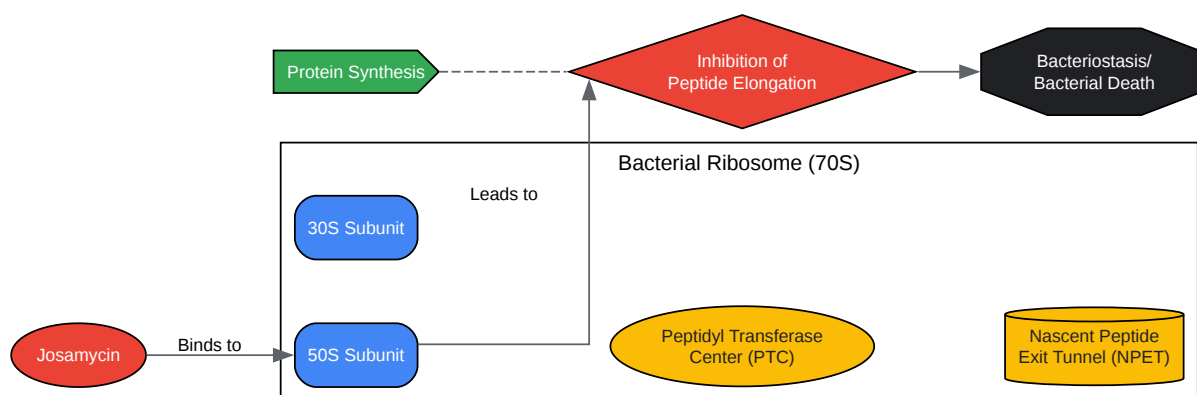 Protein Synthesis
Inhibition of
Peptide Elongation
Bacteriostasis/
Bacterial Death
Bacterial Ribosome (70S)
Leads to
30S Subunit
Josamycin
Binds to
50S Subunit
Peptidyl Transferase
Center (PTC)
Nascent Peptide
Exit Tunnel (NPET)